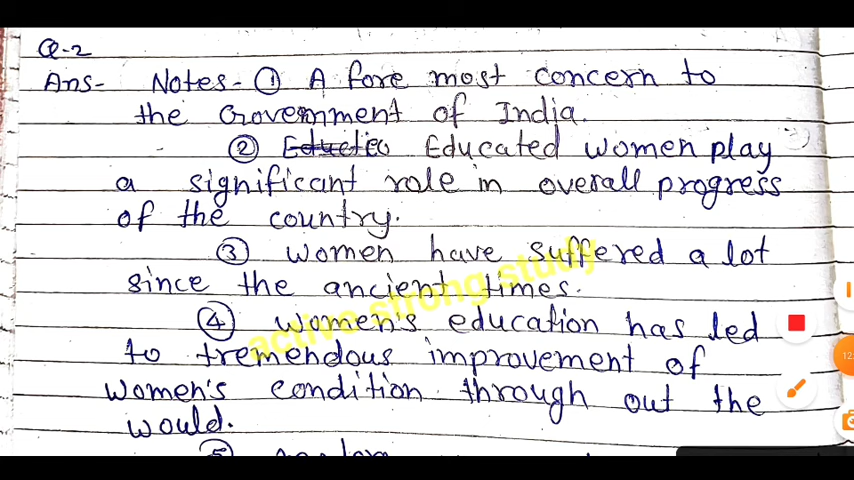 Q-2
Ans- Notes- ① A fore most concern to
the Government of India.
② Educated women play
a significant role in overall progress
of the country.
③ women have suffered a lot
since the ancient times.
④ women's education has led
to tremendous improvement of
women's condition through out the
would.
⑤
active strong study
12